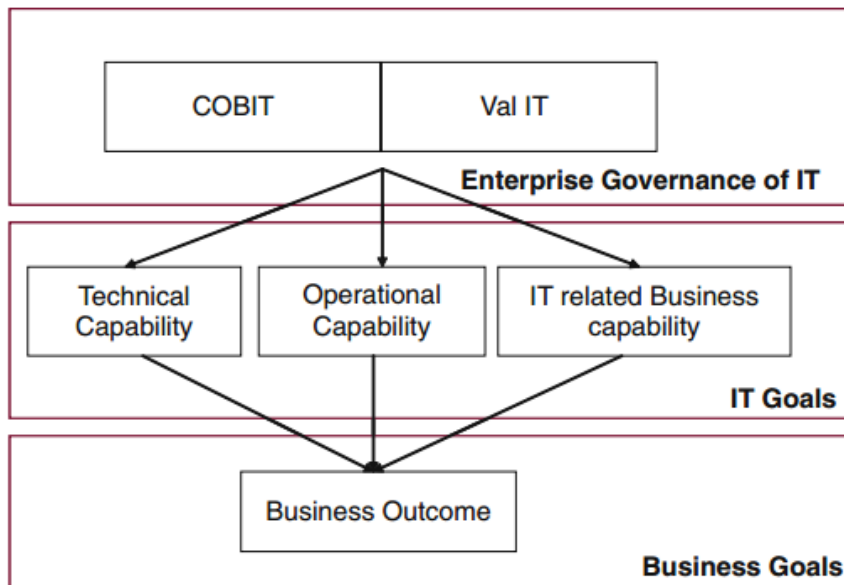 COBIT
Val IT
Enterprise Governance of IT
Technical
Capability
Operational
Capability
IT related Business
capability
IT Goals
Business Outcome
Business Goals